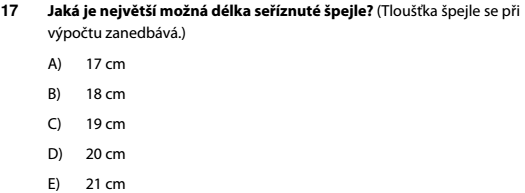 17 Jaká je největší možná délka seříznuté špejle? (Tloušťka špejle se při
výpočtu zanedbává.)
A) 17 cm
B) 18 cm
C) 19 cm
D) 20 cm
E) 21 cm